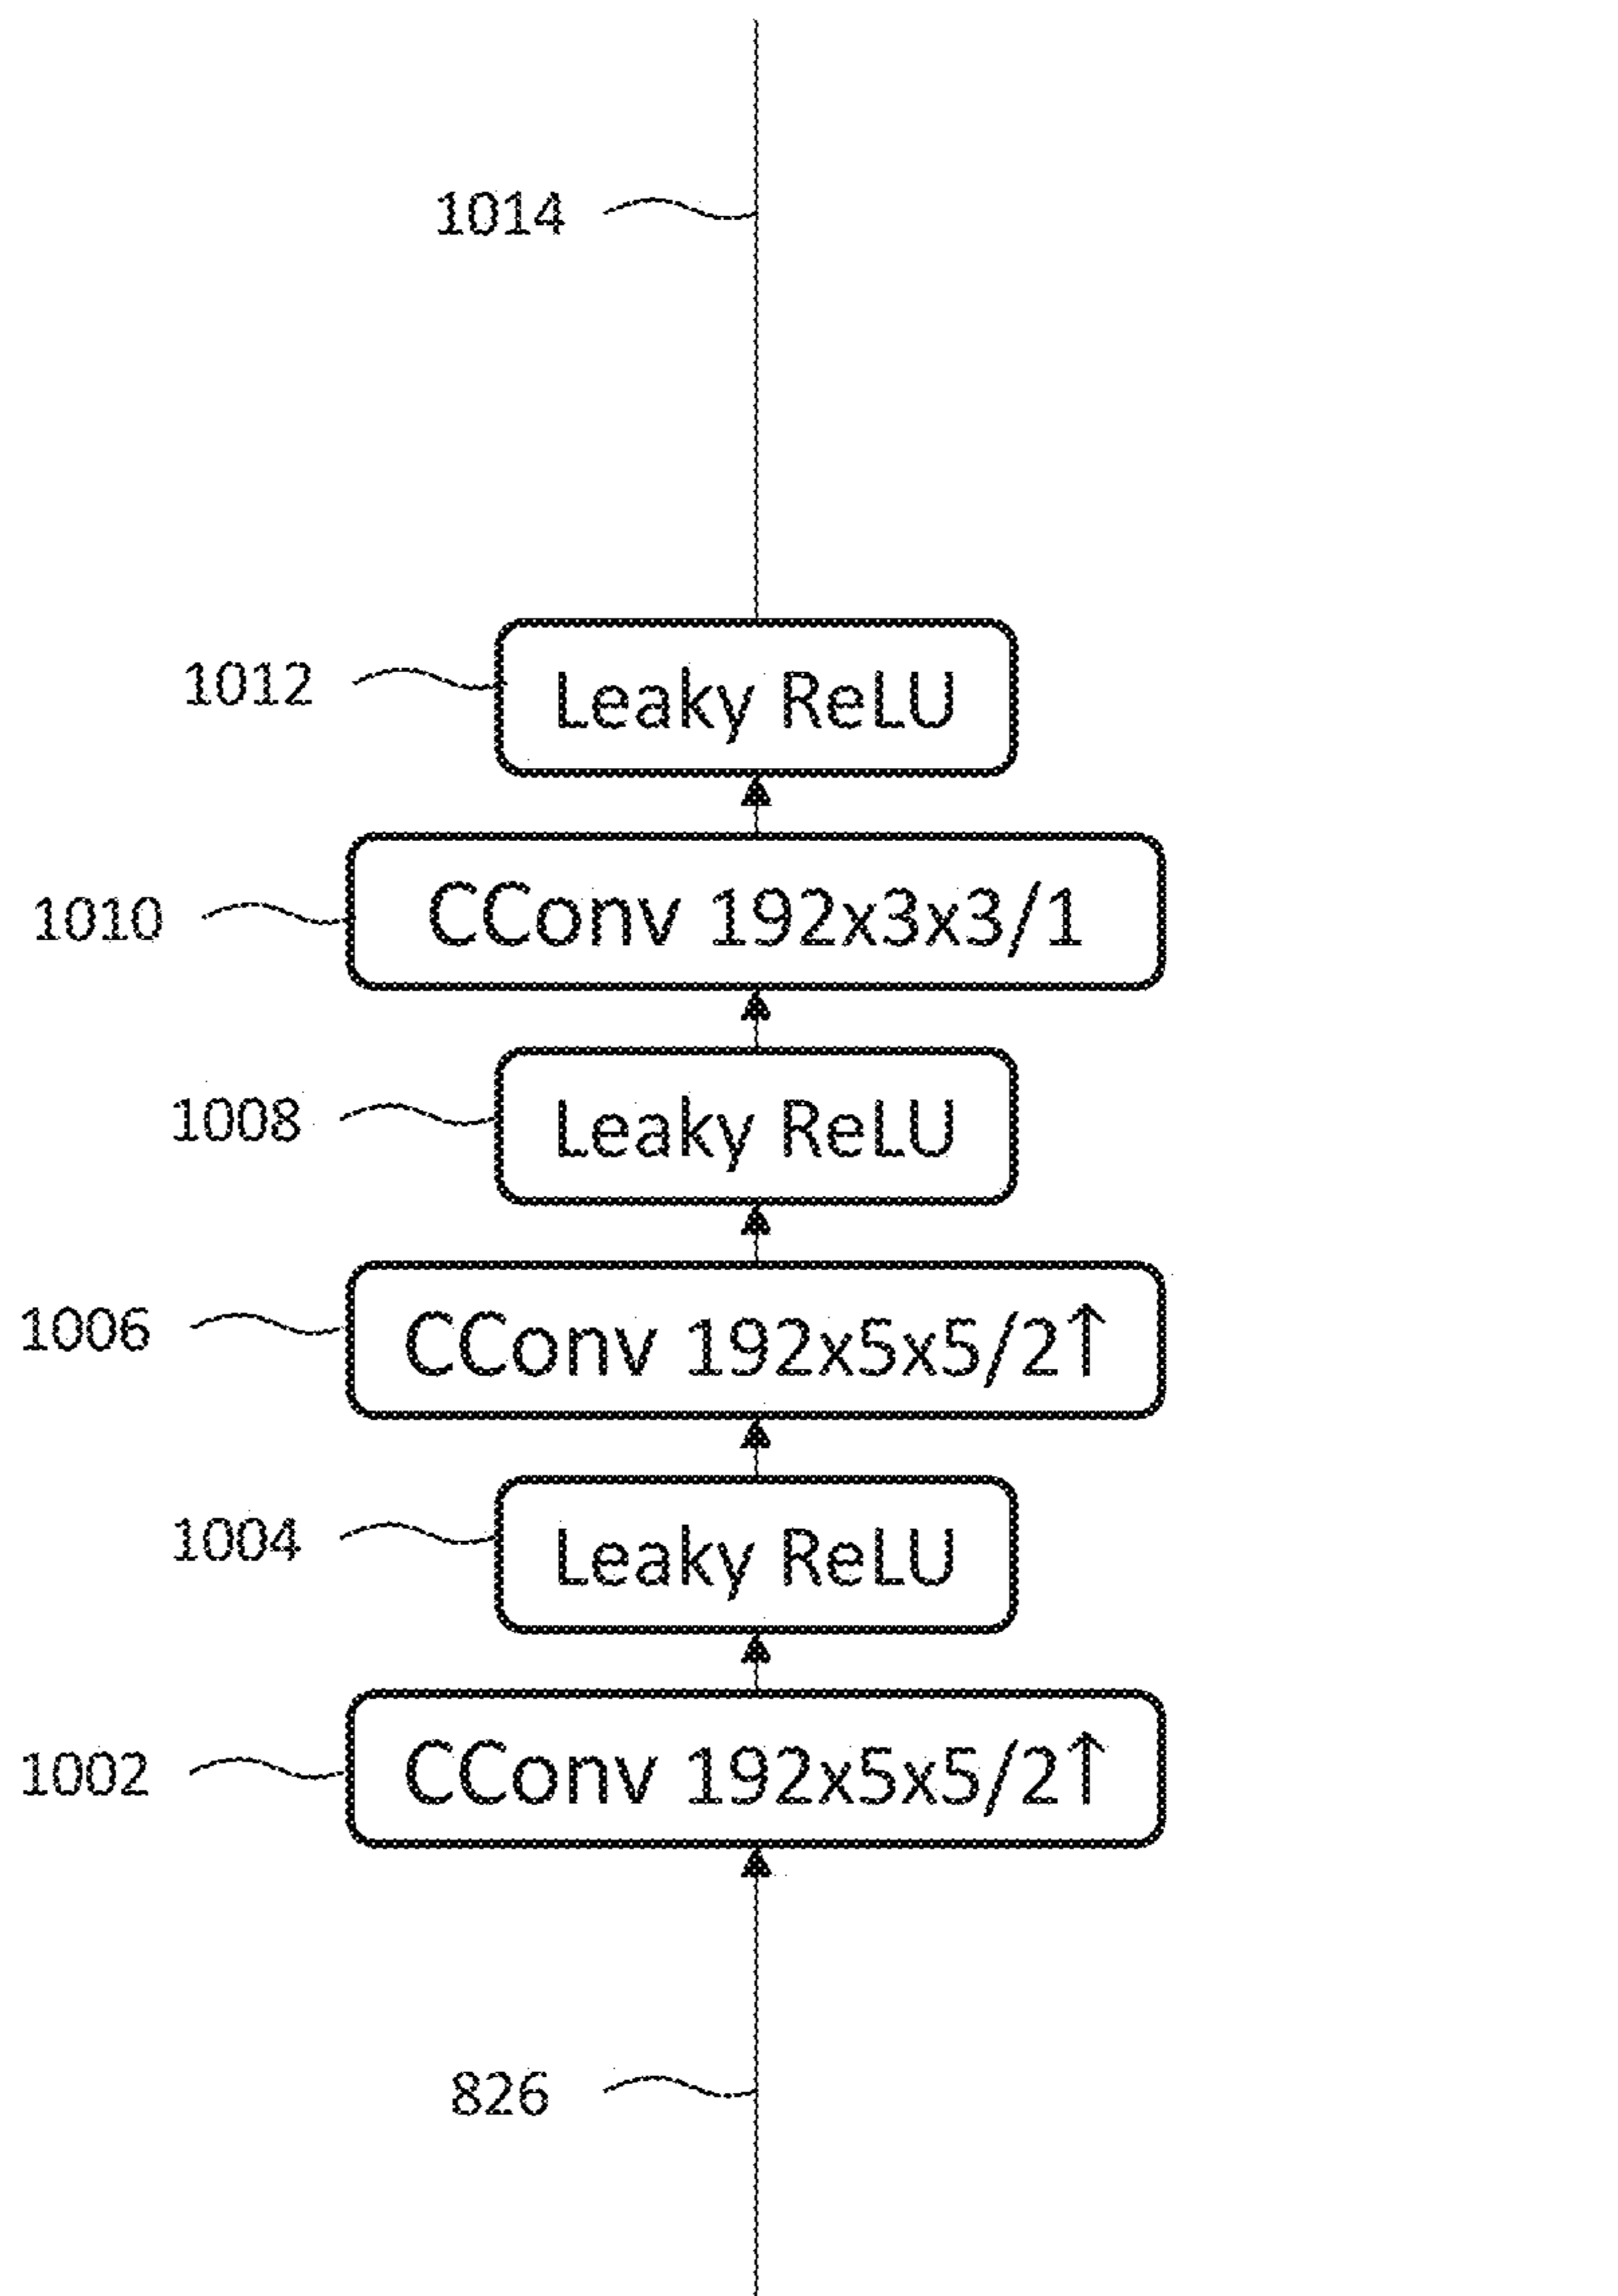 1014
1012 Leaky ReLU
1010 CConv 192x3x3/1
1008 Leaky ReLU
1006 CConv 192x5x5/2↑
1004 Leaky ReLU
1002 CConv 192x5x5/2↑
826